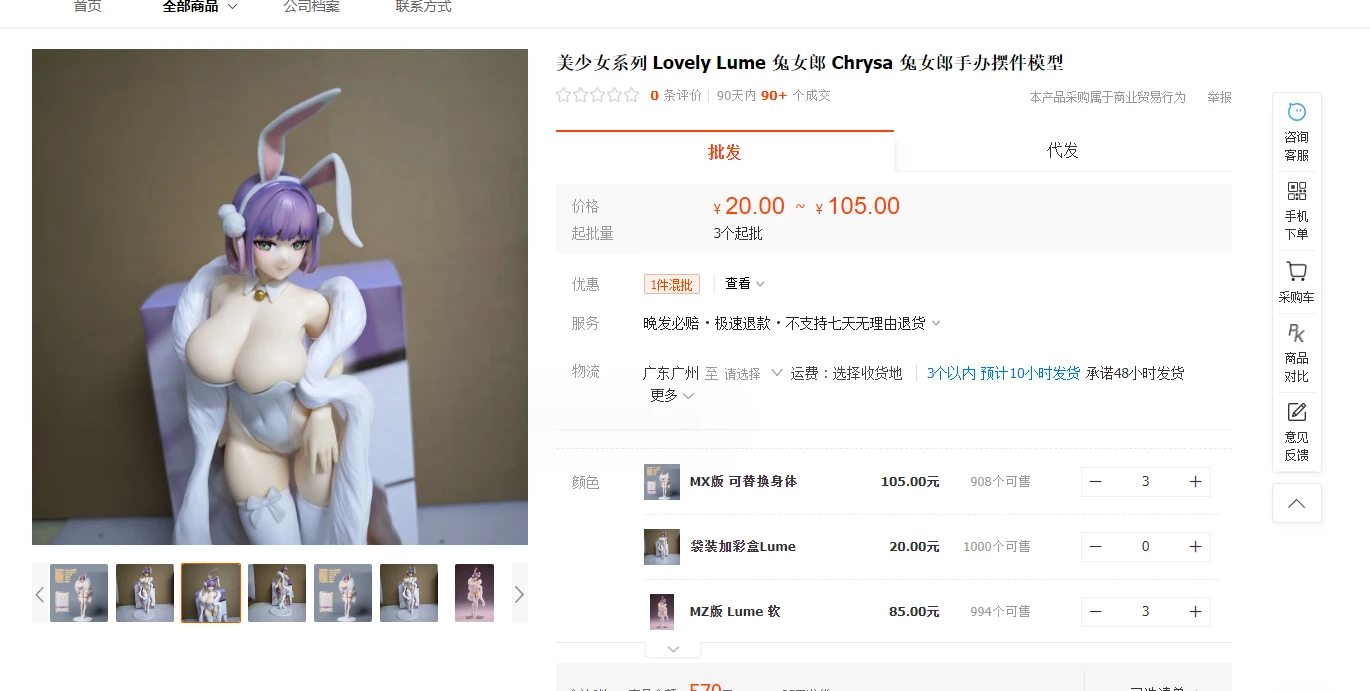 首页 全部商品 公司档案 联系方式
美少女系列 Lovely Lume 兔女郎 Chrysa 兔女郎手办摆件模型
0 条评价 90天内 90+ 个成交 本产品采购属于商业贸易行为 举报
批发 代发
价格 ¥ 20.00 ~ ¥ 105.00
起批量 3个起批
优惠 1件混批 查看
服务 晚发必赔・极速退款・不支持七天无理由退货
物流 广东广州 至 请选择 运费：选择收货地 3个以内 预计10小时发货 承诺48小时发货
更多
颜色 MX版 可替换身体 105.00元 908个可售 3
袋装加彩盒Lume 20.00元 1000个可售 0
MZ版 Lume 软 85.00元 994个可售 3
570元
已选清单
咨询
客服
手机
下单
采购车
PK
商品
对比
意见
反馈